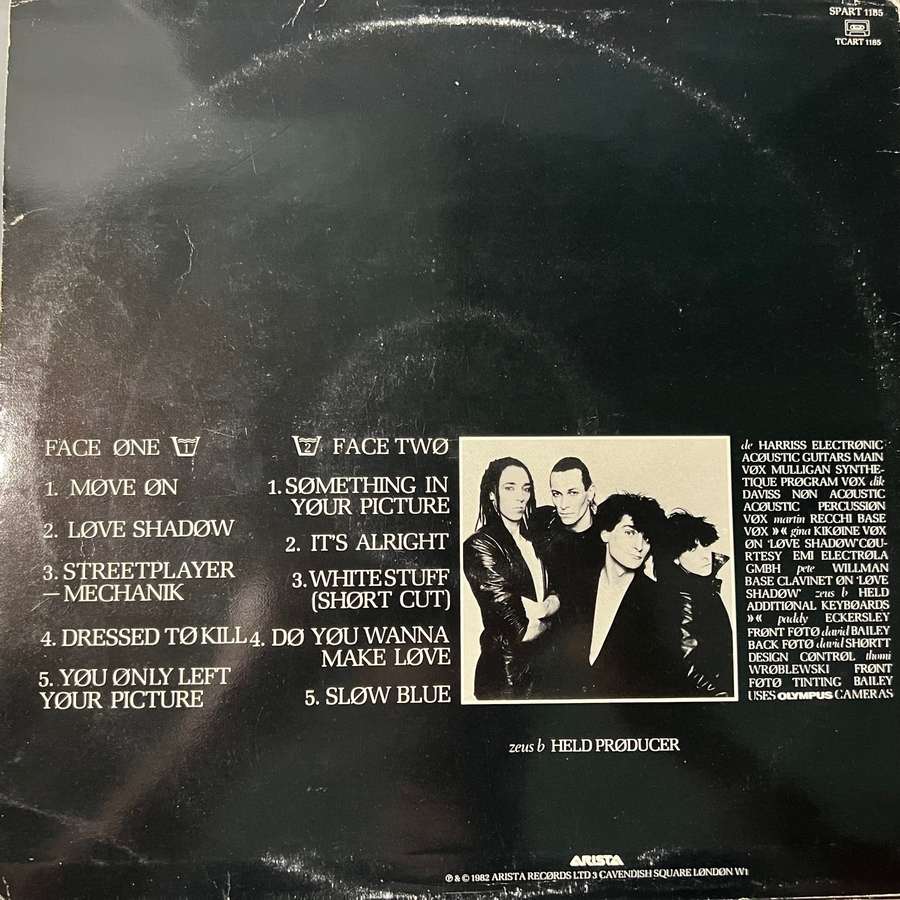 SPART 1185
TCART 1185
FACE ØNE 1
1. MØVE ØN
2. LØVE SHADØW
3. STREETPLAYER
—MECHANIK
4. DRESSED TØ KILL
5. YØU ØNLY LEFT
YØUR PICTURE
2 FACE TWØ
1. SØMETHING IN
YØUR PICTURE
2. IT'S ALRIGHT
3. WHITE STUFF
(SHØRT CUT)
4. DØ YØU WANNA
MAKE LØVE
5. SLØW BLUE
de HARRISS ELECTRØNIC
ACØUSTIC GUITARS MAIN
VØX MULLIGAN SYNTHE-
TIQUE PRØGRAM VØX dik
DAVISS NØN ACØUSTIC
ACØUSTIC PERCUSSIØN
VØX martin RECCHI BASE
VØX »« gina KIKØINE VØX
ØN 'LØVE SHADØW' CØU-
RTESY EMI ELECTRØLA
GMBH pete WILLMAN
BASE CLAVINET ØN 'LØVE
SHADØW' zeus b HELD
ADDITIØNAL KEYBØARDS
»« paddy ECKERSLEY
FRØNT FØTØ david BAILEY
BACK FØTØ david SHØRTT
DESIGN CØNTRØL thomi
WRØBLEWSKI FRØNT
FØTØ TINTING BAILEY
USES OLYMPUS CAMERAS
zeus b HELD PRØDUCER
ARISTA
℗ & © 1982 ARISTA RECØRDS LTD 3 CAVENDISH SQUARE LØNDØN W1